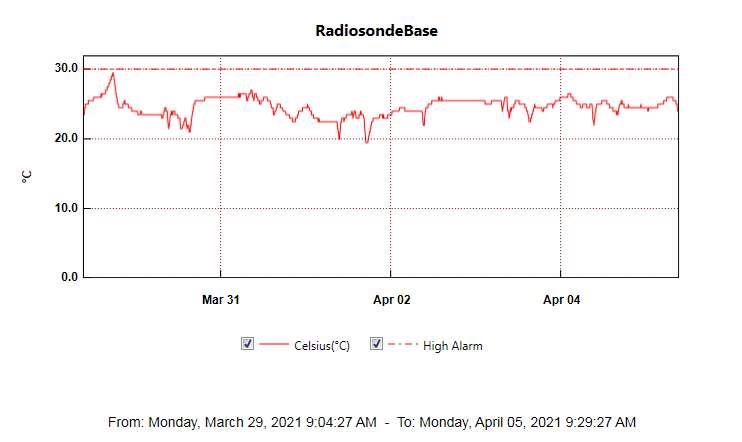 RadiosondeBase
30.0
20.0
10.0
0.0
°C
Mar 31 Apr 02 Apr 04
Celsius(°C) High Alarm
From: Monday, March 29, 2021 9:04:27 AM - To: Monday, April 05, 2021 9:29:27 AM